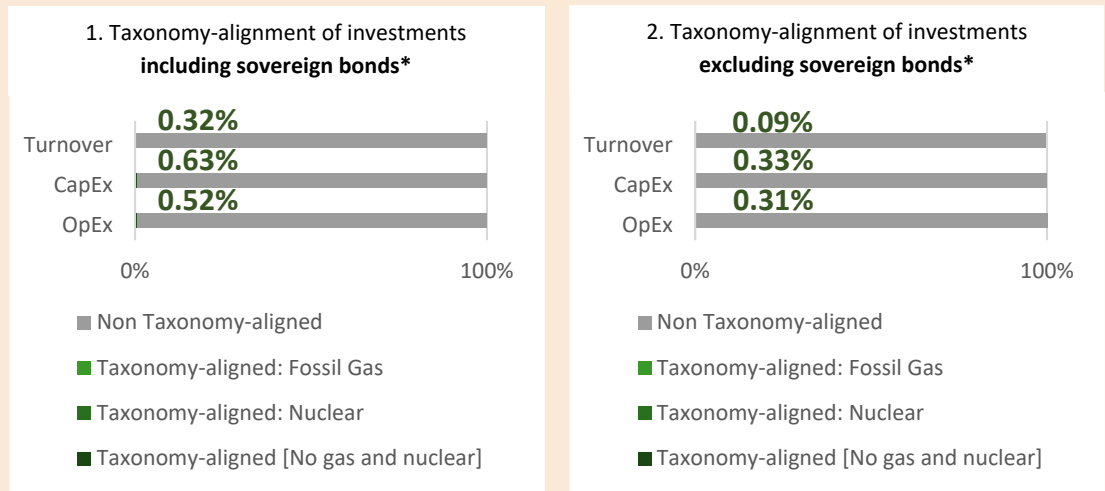 1. Taxonomy-alignment of investments
including sovereign bonds*
0.32%
Turnover
0.63%
CapEx
0.52%
OpEx
0% 100%
Non Taxonomy-aligned
Taxonomy-aligned: Fossil Gas
Taxonomy-aligned: Nuclear
Taxonomy-aligned [No gas and nuclear]
2. Taxonomy-alignment of investments
excluding sovereign bonds*
0.09%
Turnover
0.33%
CapEx
0.31%
OpEx
0% 100%
Non Taxonomy-aligned
Taxonomy-aligned: Fossil Gas
Taxonomy-aligned: Nuclear
Taxonomy-aligned [No gas and nuclear]